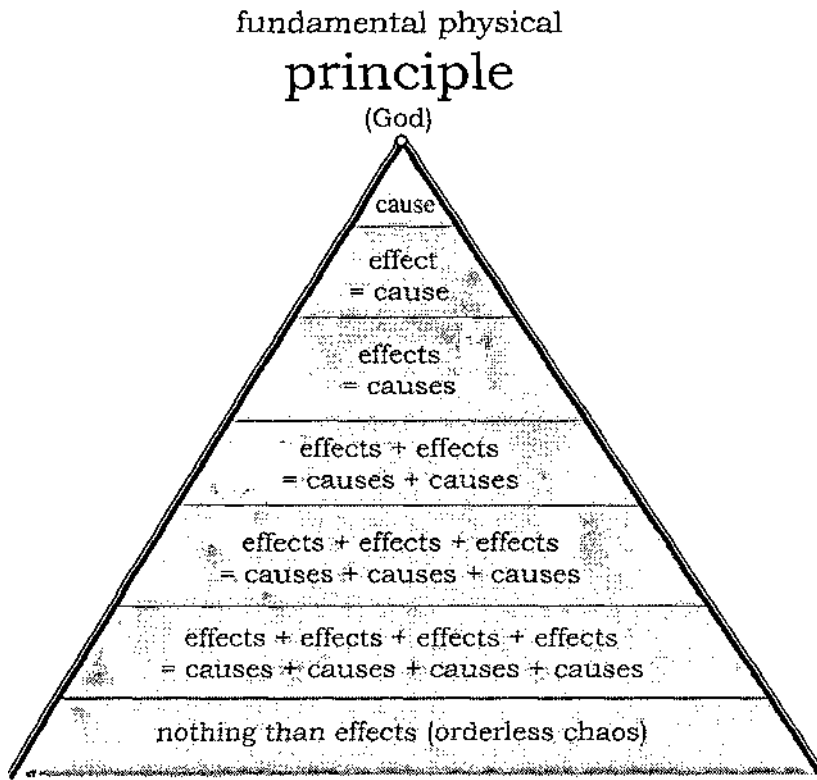 fundamental physical
principle
(God)
cause
effect
= cause
effects
= causes
effects + effects
= causes + causes
effects + effects + effects
= causes + causes + causes
effects + effects + effects + effects
= causes + causes + causes + causes
nothing than effects (orderless chaos)